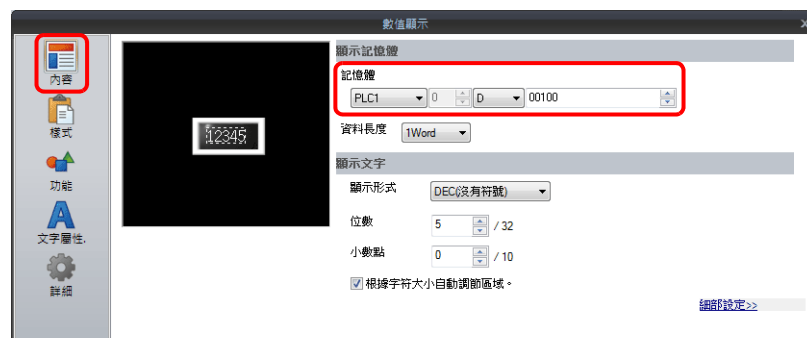 數值顯示
內容
樣式
功能
文字屬性.
詳細
12345
顯示記憶體
記憶體
PLC1 0 D 00100
資料長度 1Word
顯示文字
顯示形式 DEC(沒有符號)
位數 5 / 32
小數點 0 / 10
根據字符大小自動調節區域。
細部設定>>